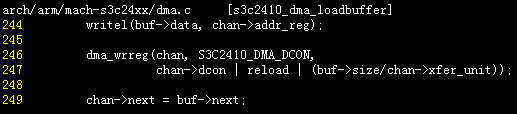 arch/arm/mach-s3c24xx/dma.c     [s3c2410_dma_loadbuffer]
244         writel(buf->data, chan->addr_reg);
245
246         dma_wrreg(chan, S3C2410_DMA_DCON,
247                   chan->dcon | reload | (buf->size/chan->xfer_unit));
248
249         chan->next = buf->next;